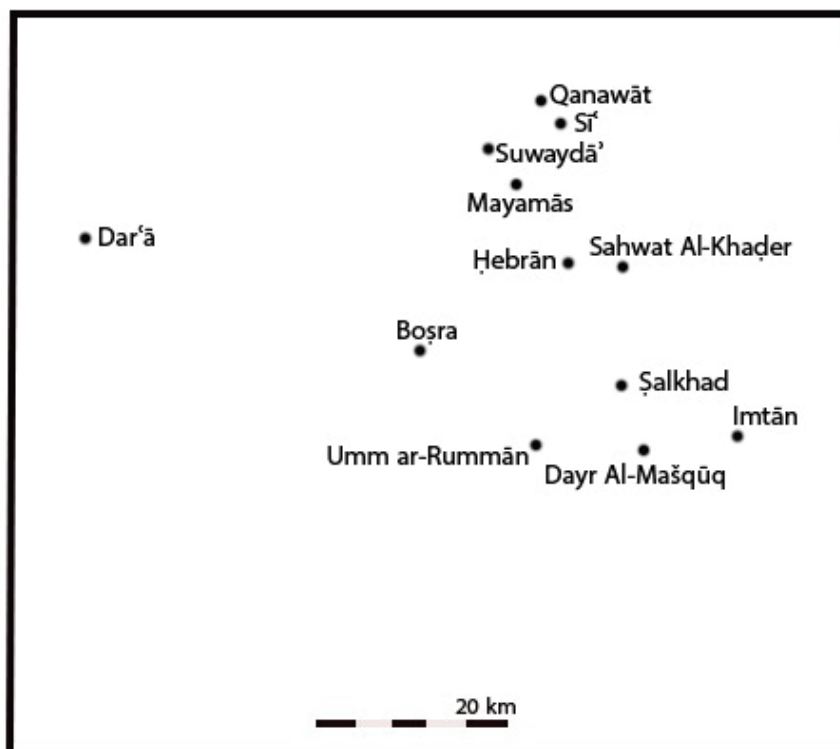 Qanawāt
Sīʿ
Suwaydāʾ
Mayamās
Darʿā
Sahwat Al-Khaḍer
Ḥebrān
Boṣra
Ṣalkhad
Imtān
Umm ar-Rummān
Dayr Al-Mašqūq
20 km